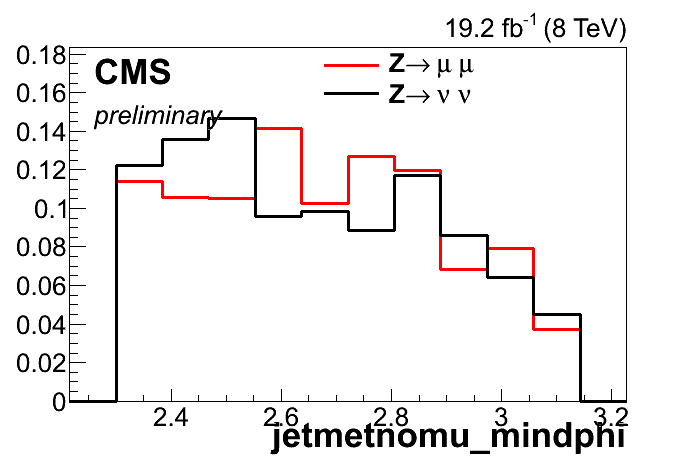 19.2 fb-1 (8 TeV)
0.18
CMS
Z→ μ μ
0.16
Z→ ν ν
preliminary
0.14
0.12
0.1
0.08
0.06
0.04
0.02
0
2.4 2.6 2.8 3 3.2
jetmetnomu_mindphi